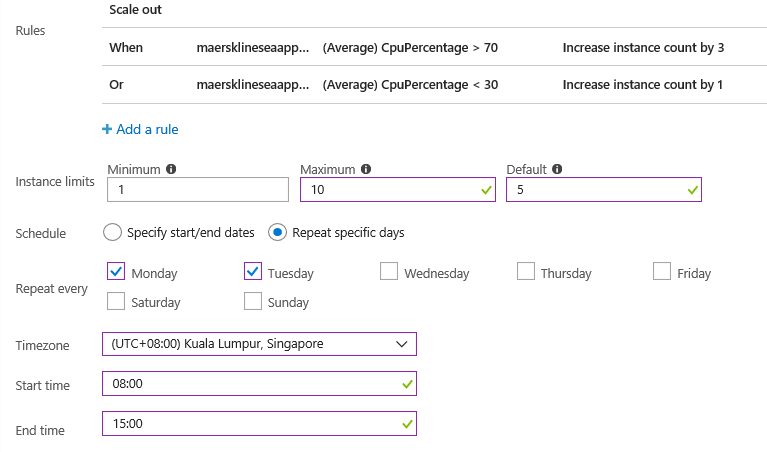 Scale out
Rules
When maersklineseaapp... (Average) CpuPercentage > 70 Increase instance count by 3
Or maersklineseaapp... (Average) CpuPercentage < 30 Increase instance count by 1
+ Add a rule
Minimum Maximum Default
Instance limits 1 10 5
Schedule Specify start/end dates Repeat specific days
Monday Tuesday Wednesday Thursday Friday
Repeat every
Saturday Sunday
Timezone (UTC+08:00) Kuala Lumpur, Singapore
Start time 08:00
End time 15:00